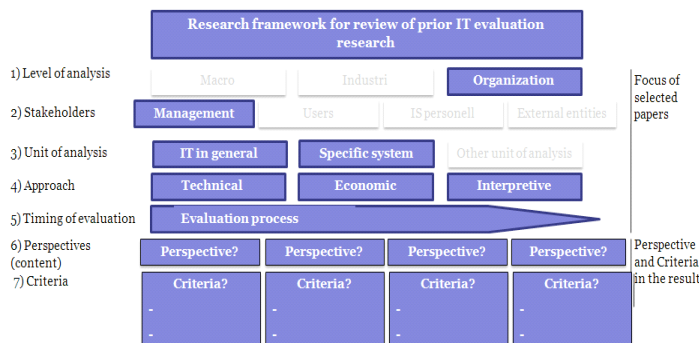 Research framework for review of prior IT evaluation
research
1) Level of analysis
Macro
Industri
Organization
2) Stakeholders
Management
Users
IS personell
External entities
3) Unit of analysis
IT in general
Specific system
Other unit of analysis
4) Approach
Technical
Economic
Interpretive
5) Timing of evaluation
Evaluation process
Focus of
selected
papers
6) Perspectives
(content)
Perspective?
Perspective?
Perspective?
Perspective?
7) Criteria
Criteria?
-
-
Criteria?
-
-
Criteria?
-
-
Criteria?
-
-
Perspective
and Criteria
in the result